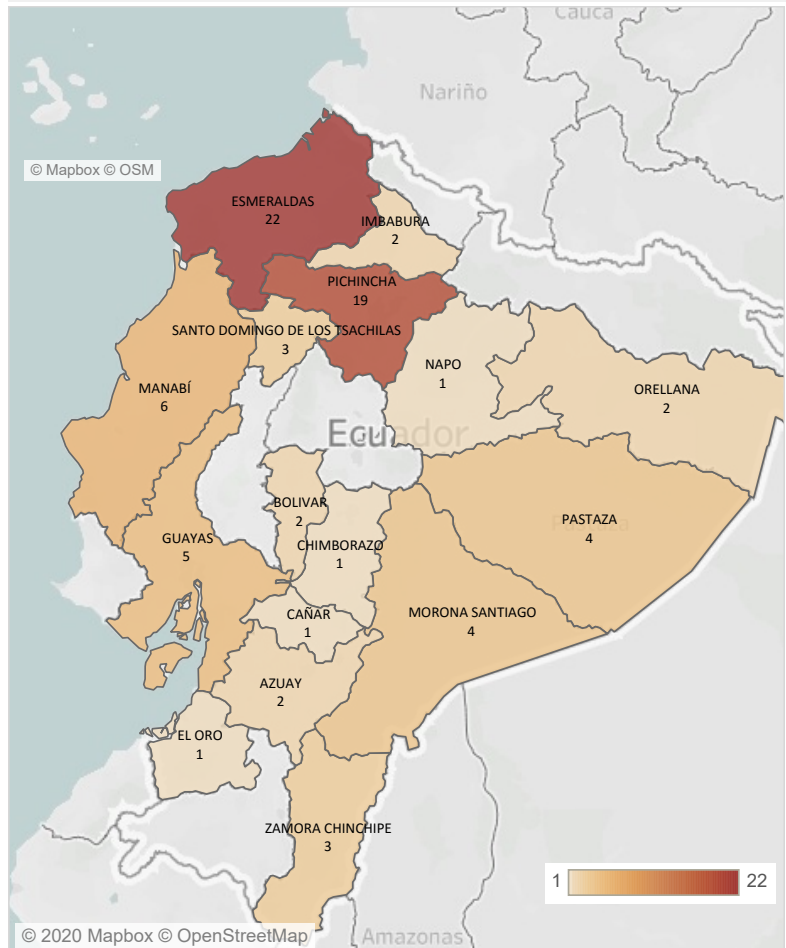 Cauca
Nariño
© Mapbox © OSM
ESMERALDAS
22
IMBABURA
2
PICHINCHA
19
SANTO DOMINGO DE LOS TSACHILAS
3
NAPO
1
MANABÍ
6
ORELLANA
2
Ecuador
BOLIVAR
2
PASTAZA
4
GUAYAS
5
CHIMBORAZO
1
CAÑAR
1
MORONA SANTIAGO
4
AZUAY
2
EL ORO
1
ZAMORA CHINCHIPE
3
1
22
© 2020 Mapbox © OpenStreetMap
Amazonas